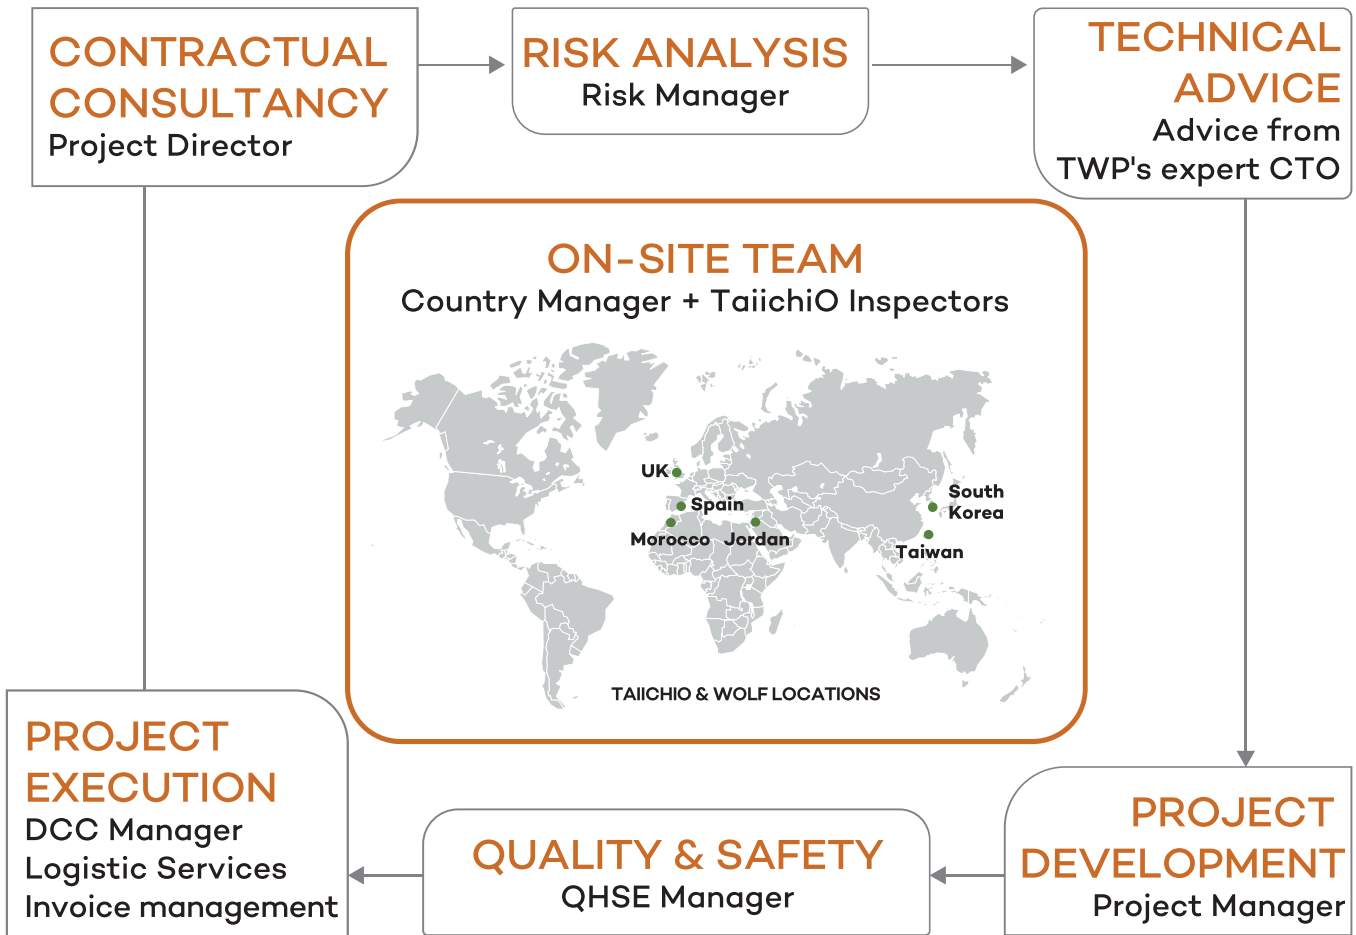 CONTRACTUAL
CONSULTANCY
Project Director
RISK ANALYSIS
Risk Manager
TECHNICAL
ADVICE
Advice from
TWP's expert CTO
ON-SITE TEAM
Country Manager + TaiichiO Inspectors
UK
Spain
Morocco
Jordan
South
Korea
Taiwan
TAIICHIO & WOLF LOCATIONS
PROJECT
EXECUTION
DCC Manager
Logistic Services
Invoice management
QUALITY & SAFETY
QHSE Manager
PROJECT
DEVELOPMENT
Project Manager